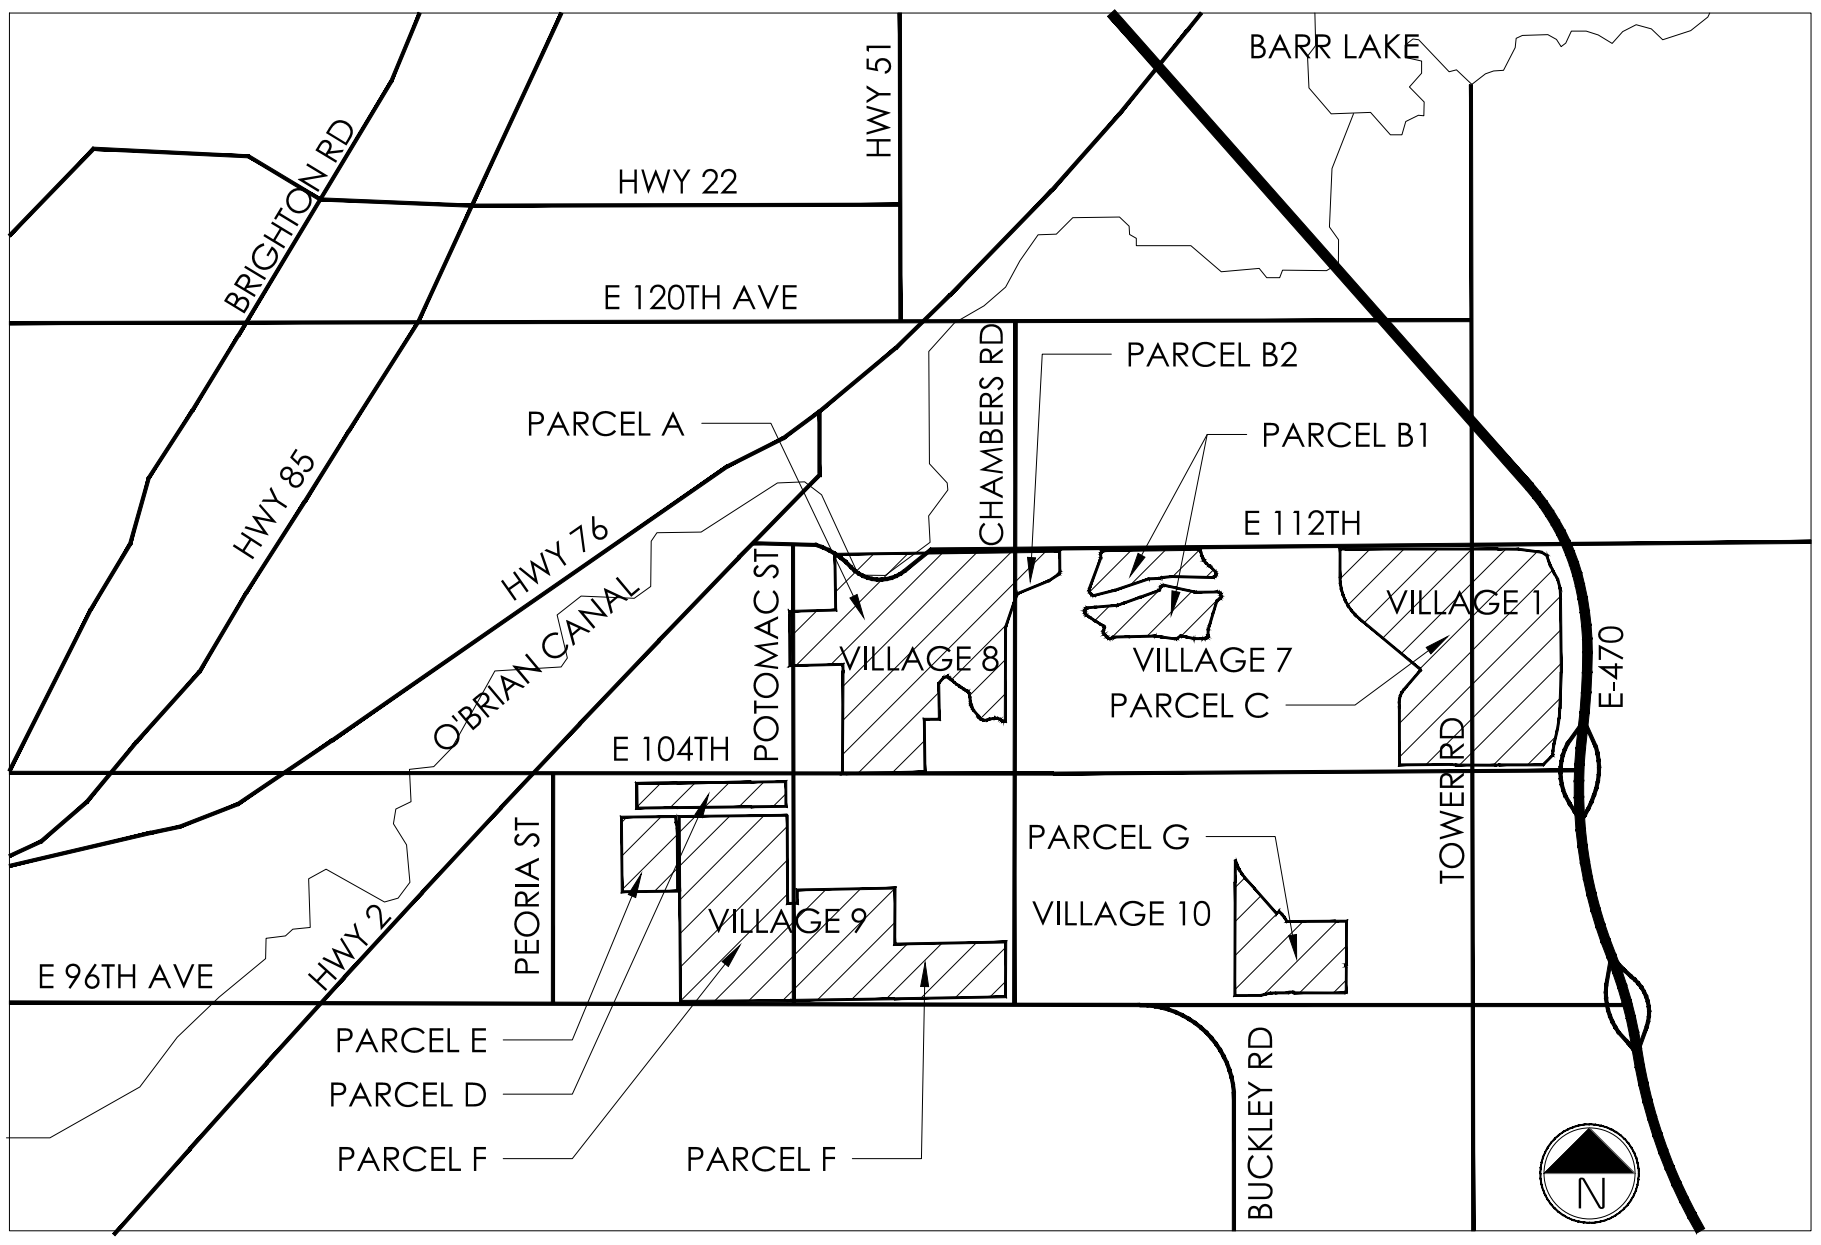 BARR LAKE
HWY 51
BRIGHTON RD
HWY 22
E 120TH AVE
CHAMBERS RD
PARCEL B2
PARCEL A
PARCEL B1
HWY 85
E 112TH
HWY 76
POTOMAC ST
O'BRIAN CANAL
VILLAGE 1
VILLAGE 8
VILLAGE 7
E-470
PARCEL C
E 104TH
TOWER RD
PEORIA ST
PARCEL G
VILLAGE 9
VILLAGE 10
HWY 2
E 96TH AVE
PARCEL E
PARCEL D
BUCKLEY RD
PARCEL F
PARCEL F
N